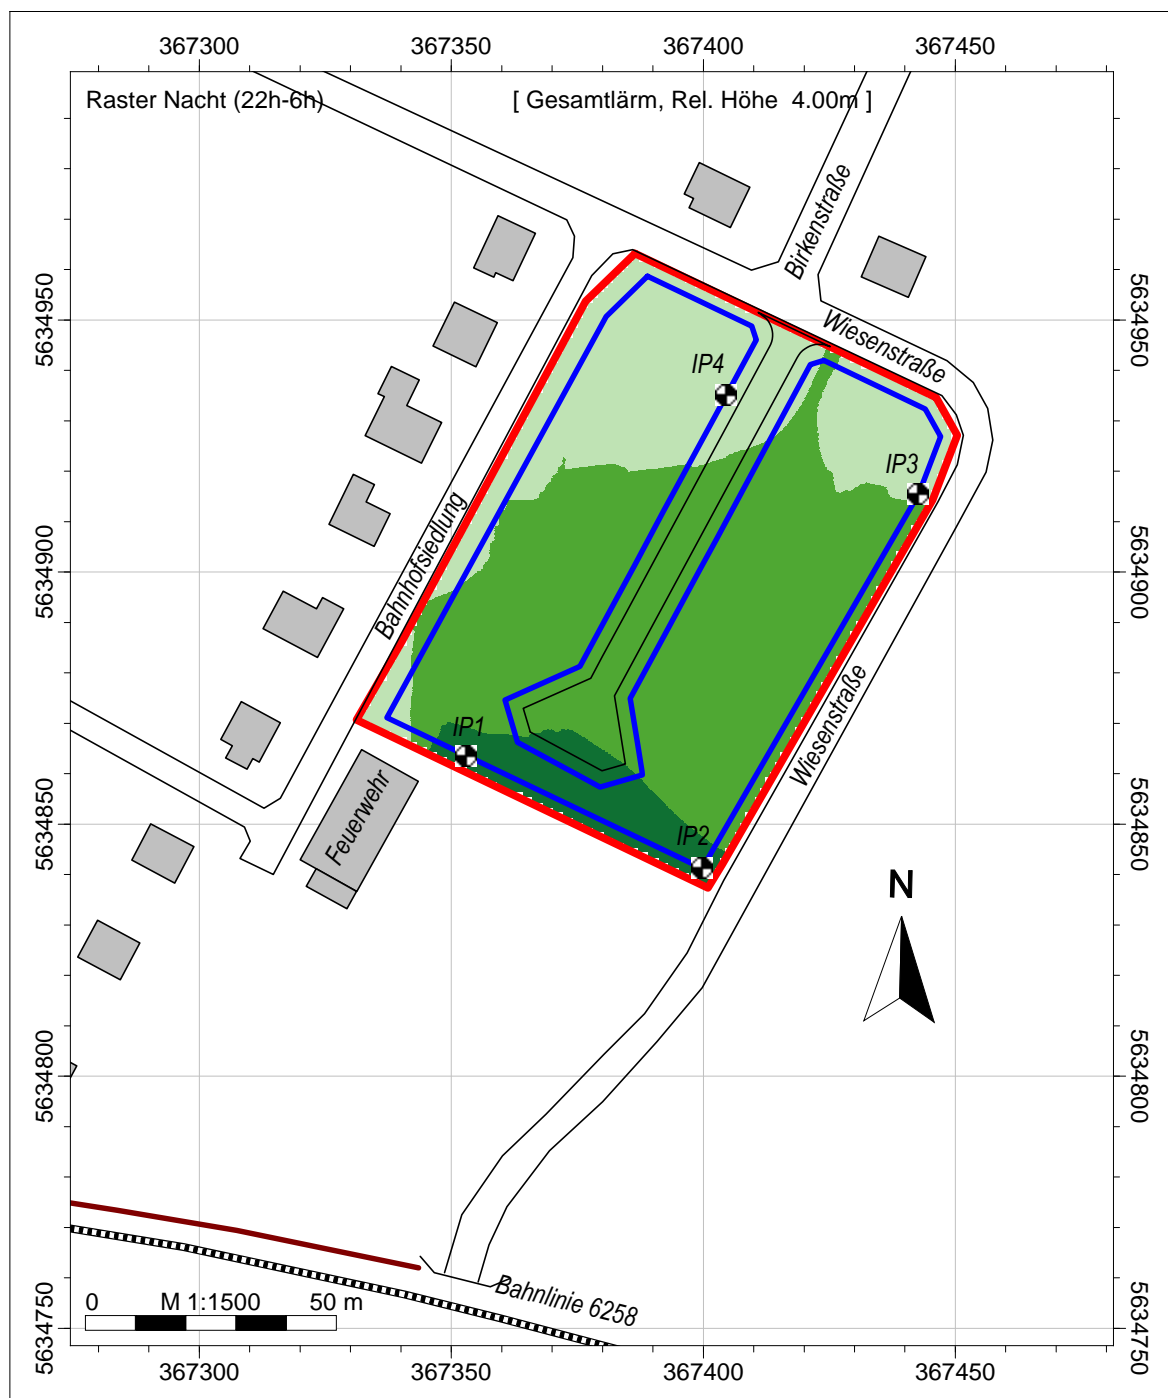 367300 367350 367400 367450
Raster Nacht (22h-6h) [ Gesamtlärm, Rel. Höhe 4.00m ]
Birkenstraße
Wiesenstraße
5634950 5634950
IP4
IP3
Bahnhofsiedlung
5634900 5634900
IP1
Wiesenstraße
Feuerwehr
IP2
5634850 5634850
N
5634800 5634800
Bahnlinie 6258
0 M 1:1500 50 m
5634750 5634750
367300 367350 367400 367450